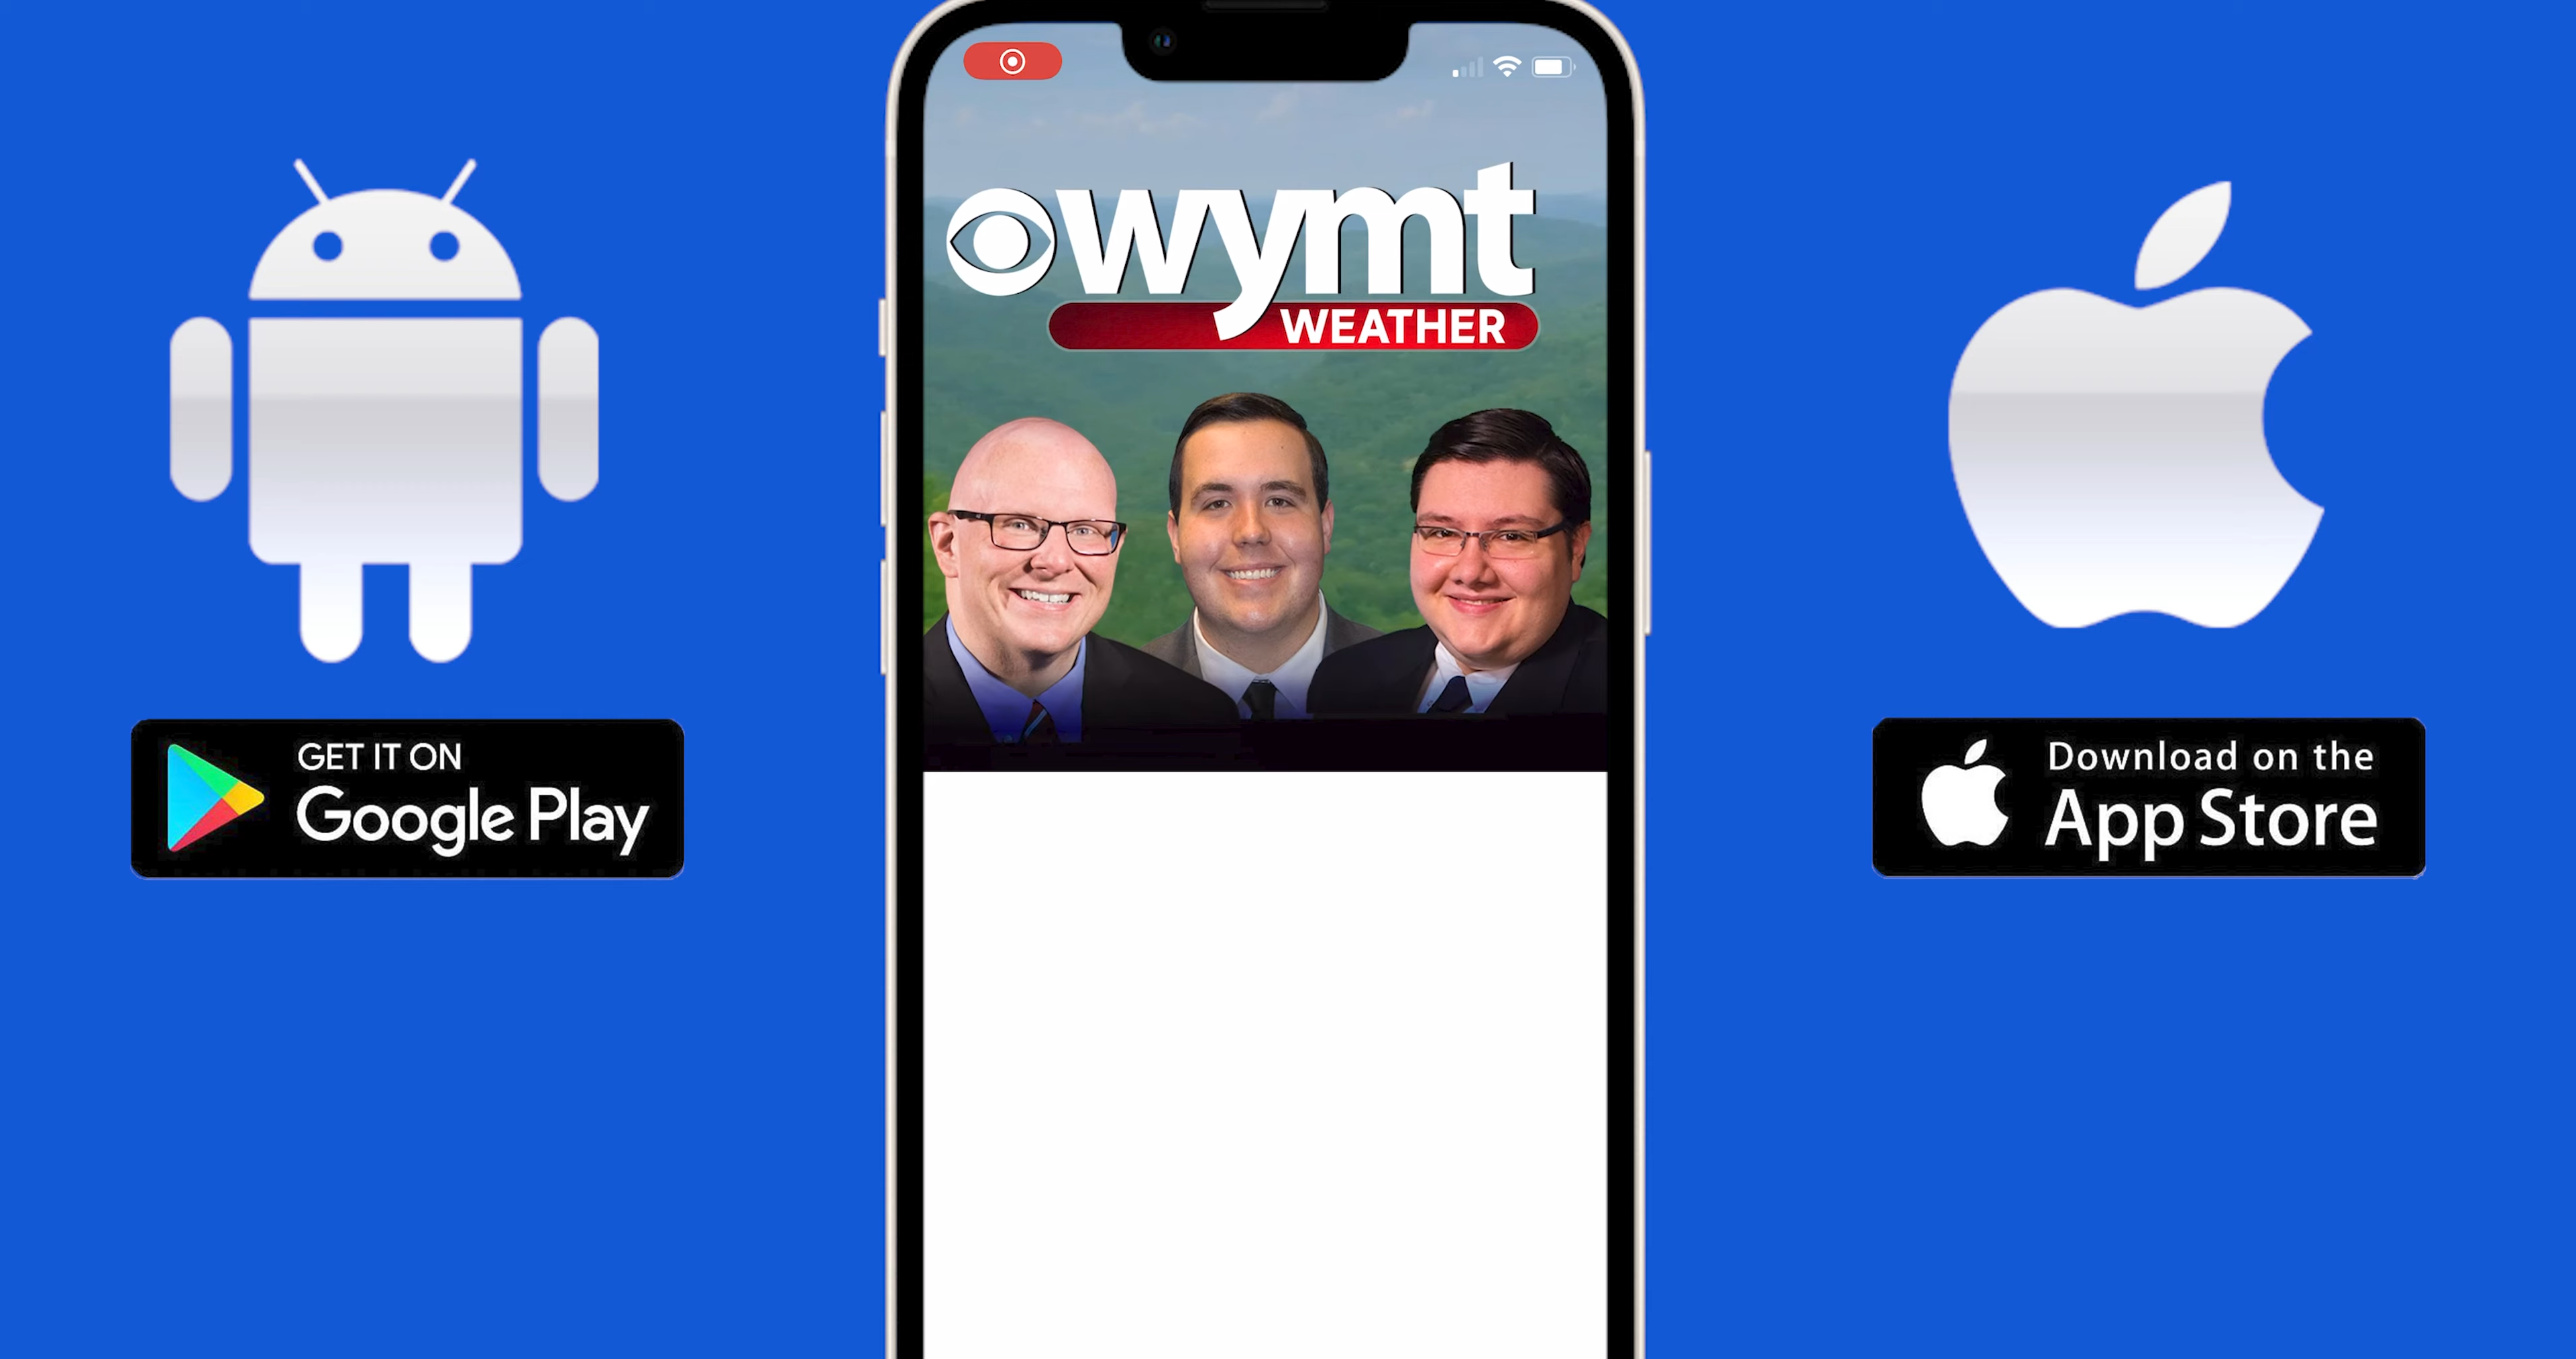 wymt
WEATHER
GET IT ON
Google Play
Download on the
App Store